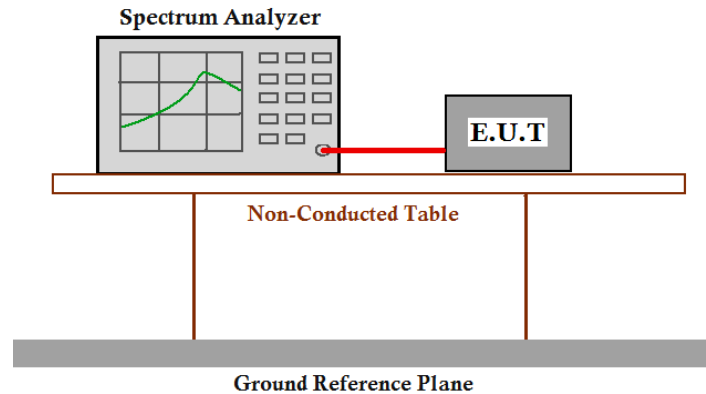 Spectrum Analyzer
E.U.T
Non-Conducted Table
Ground Reference Plane